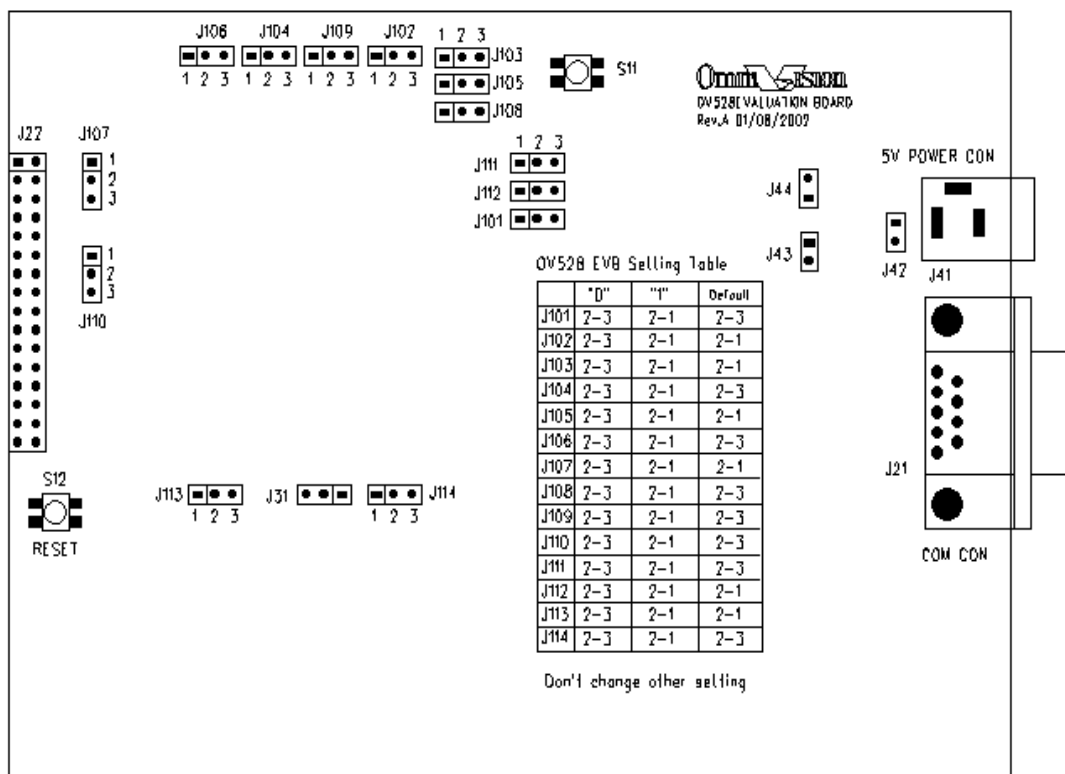 J106 J104 J109 J102
1 2 3
J103
1 2 3 1 2 3 1 2 3 1 2 3
J105
J108
S11
OmniVision
OV528EVALUATION BOARD
Rev.A 01/08/2002
J22 J107
1
2
3
1 2 3
J111
J112
J101
5V POWER CON
J44
J43
J42 J41
1
2
3
J110
OV528 EVB Selling Table
"0" "1" Default
J101 2-3 2-1 2-3
J102 2-3 2-1 2-1
J103 2-3 2-1 2-1
J104 2-3 2-1 2-3
J105 2-3 2-1 2-1
J106 2-3 2-1 2-3
J107 2-3 2-1 2-1
J108 2-3 2-1 2-3
J109 2-3 2-1 2-3
J110 2-3 2-1 2-3
J111 2-3 2-1 2-3
J112 2-3 2-1 2-1
J113 2-3 2-1 2-1
J114 2-3 2-1 2-3
Don't change other selling
J21
COM CON
S12
RESET
J113
1 2 3
J31
J114
1 2 3